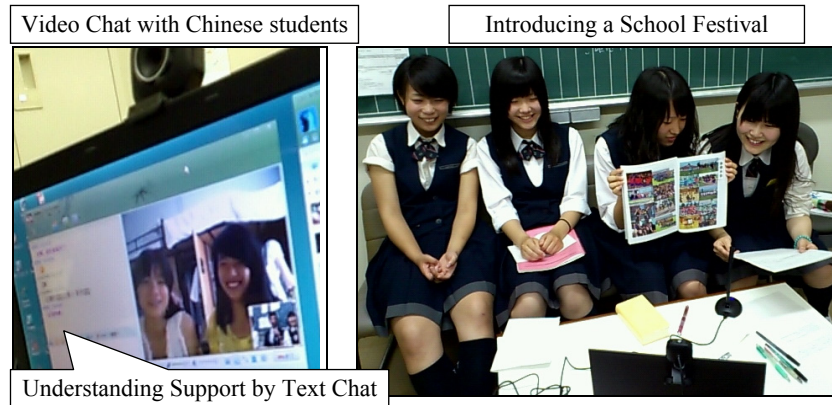 Video Chat with Chinese students
Introducing a School Festival
Understanding Support by Text Chat